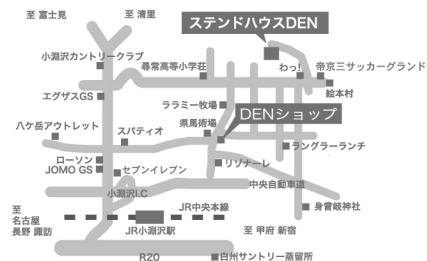 至 富士見
至 清里
ステンドハウスDEN
小淵沢カントリークラブ
尋常高等小学荘
わっ!
帝京三サッカーグランド
エグザスGS
絵本村
ララミー牧場
DENショップ
八ケ岳アウトレット
スパティオ
県馬術場
ラングラーランチ
ローソン
JOMO GS
セブンイレブン
リゾナーレ
小淵沢I.C
中央自動車道
至
名古屋
長野 諏訪
JR中央本線
身曾岐神社
JR小淵沢駅
至 甲府 新宿
R20
白州サントリー蒸留所